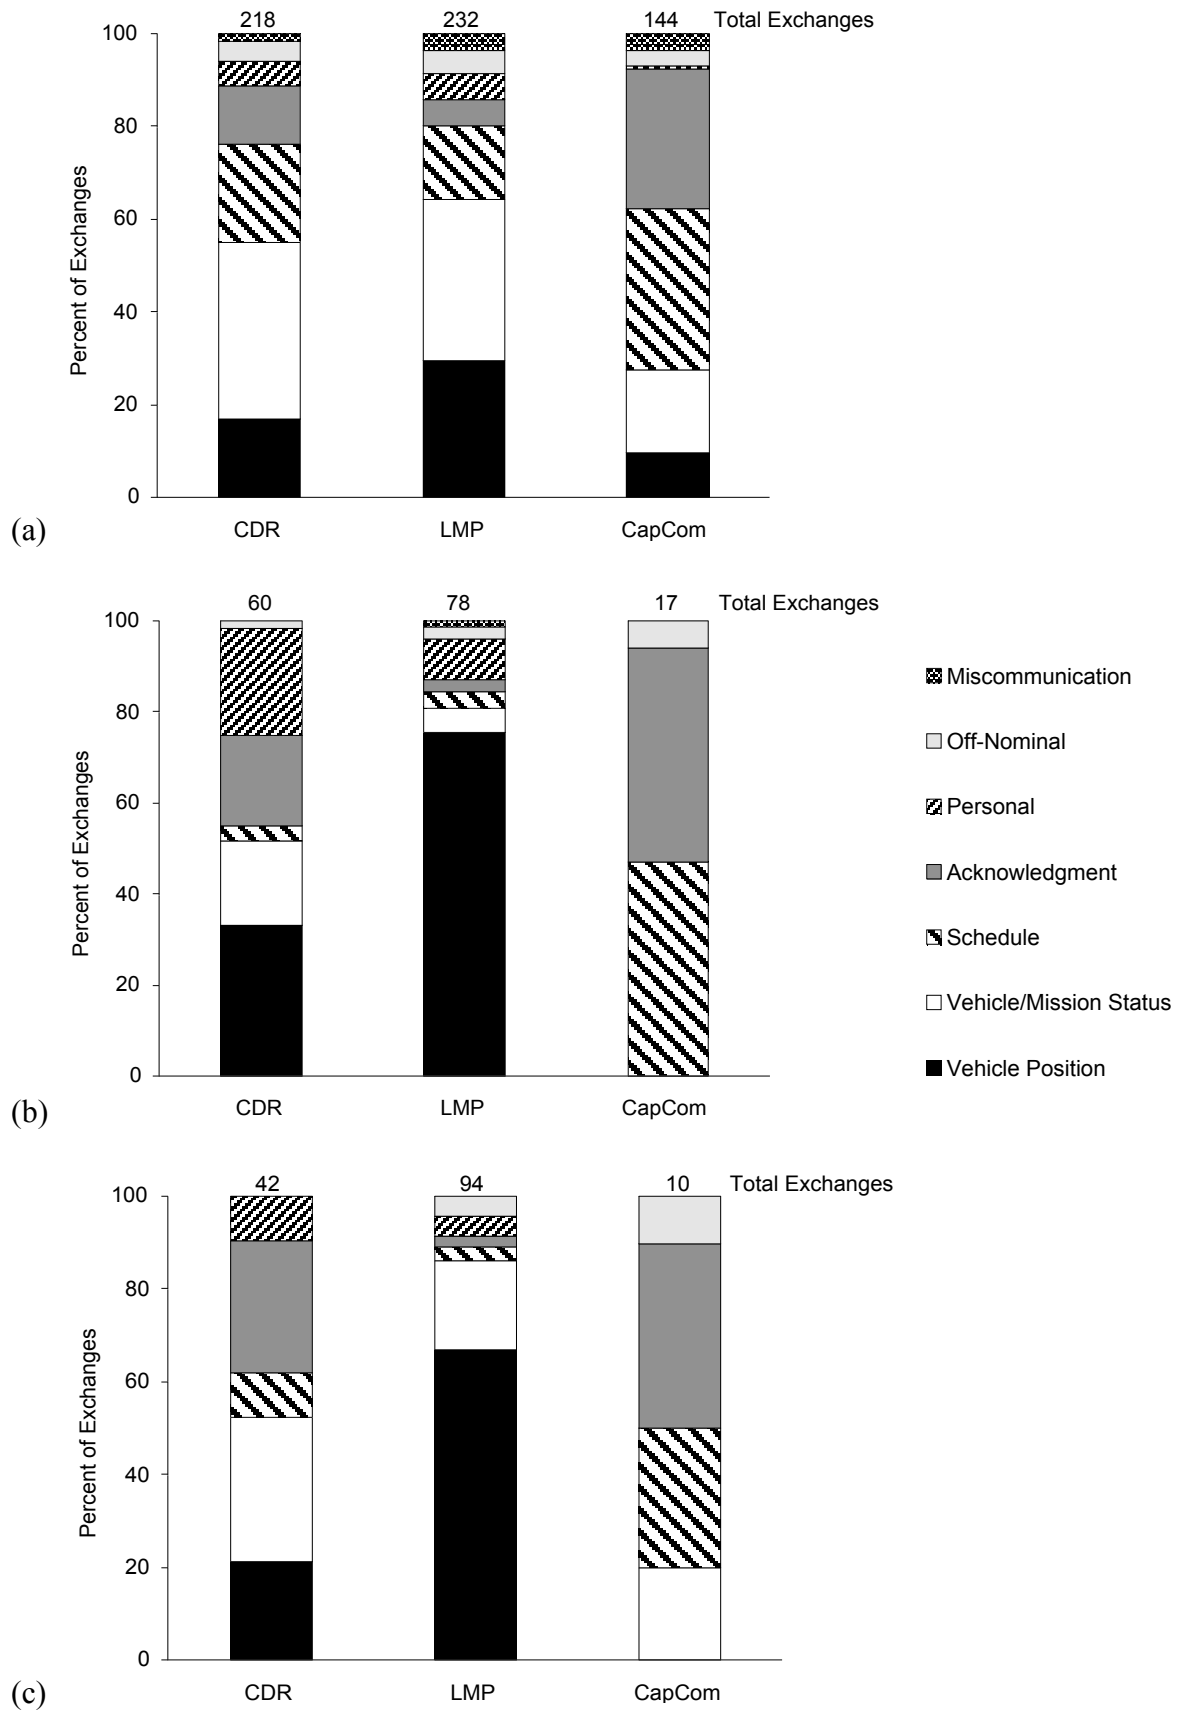 218 232 144 Total Exchanges
100
80
60
40
20
0
Percent of Exchanges
CDR LMP CapCom
(a)
60 78 17 Total Exchanges
100
80
60
40
20
0
Percent of Exchanges
CDR LMP CapCom
(b)
Miscommunication
Off-Nominal
Personal
Acknowledgment
Schedule
Vehicle/Mission Status
Vehicle Position
42 94 10 Total Exchanges
100
80
60
40
20
0
Percent of Exchanges
CDR LMP CapCom
(c)